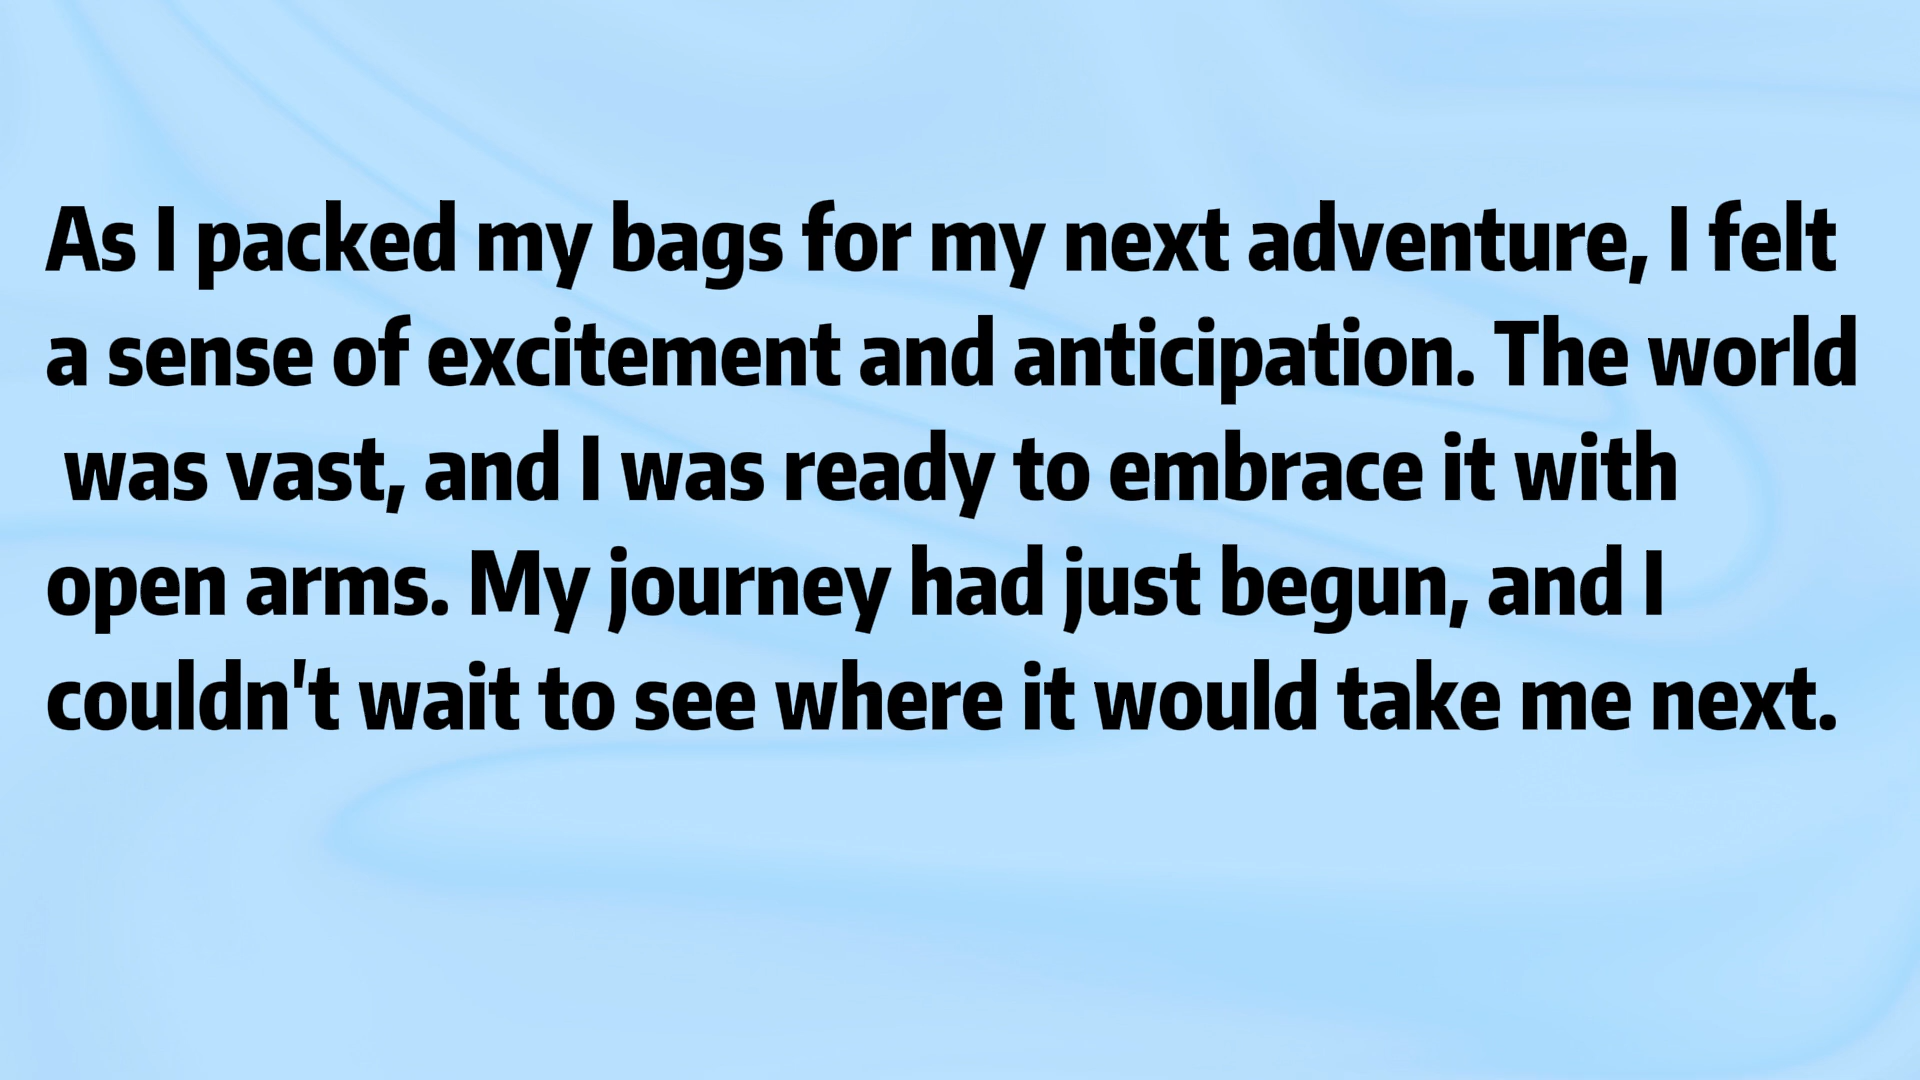 As I packed my bags for my next adventure, I felt
a sense of excitement and anticipation. The world
was vast, and I was ready to embrace it with
open arms. My journey had just begun, and I
couldn't wait to see where it would take me next.